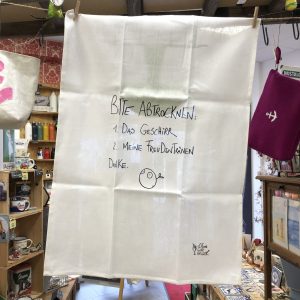 BITTE ABTROCKNEN:
1. DAS GESCHIRR
2. MEINE FREUDENTRÄNEN
DANKE.